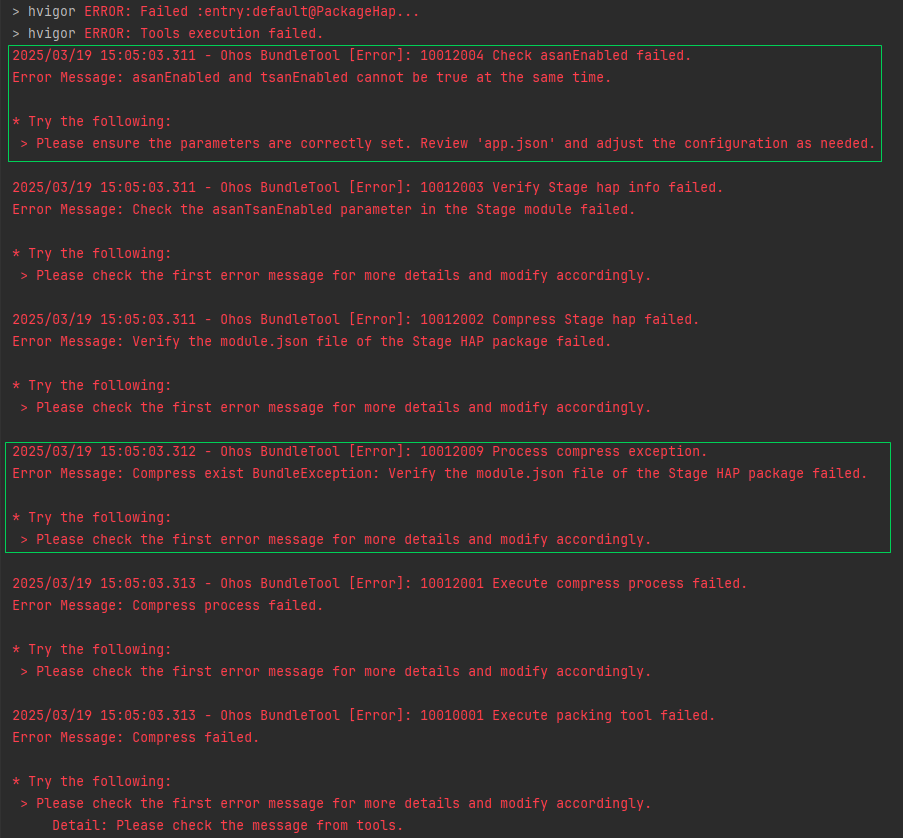 > hvigor ERROR: Failed :entry:default@PackageHap...
> hvigor ERROR: Tools execution failed.
2025/03/19 15:05:03.311 - Ohos BundleTool [Error]: 10012004 Check asanEnabled failed.
Error Message: asanEnabled and tsanEnabled cannot be true at the same time.
* Try the following:
> Please ensure the parameters are correctly set. Review 'app.json' and adjust the configuration as needed.
2025/03/19 15:05:03.311 - Ohos BundleTool [Error]: 10012003 Verify Stage hap info failed.
Error Message: Check the asanTsanEnabled parameter in the Stage module failed.
* Try the following:
> Please check the first error message for more details and modify accordingly.
2025/03/19 15:05:03.311 - Ohos BundleTool [Error]: 10012002 Compress Stage hap failed.
Error Message: Verify the module.json file of the Stage HAP package failed.
* Try the following:
> Please check the first error message for more details and modify accordingly.
2025/03/19 15:05:03.312 - Ohos BundleTool [Error]: 10012009 Process compress exception.
Error Message: Compress exist BundleException: Verify the module.json file of the Stage HAP package failed.
* Try the following:
> Please check the first error message for more details and modify accordingly.
2025/03/19 15:05:03.313 - Ohos BundleTool [Error]: 10012001 Execute compress process failed.
Error Message: Compress process failed.
* Try the following:
> Please check the first error message for more details and modify accordingly.
2025/03/19 15:05:03.313 - Ohos BundleTool [Error]: 10010001 Execute packing tool failed.
Error Message: Compress failed.
* Try the following:
> Please check the first error message for more details and modify accordingly.
Detail: Please check the message from tools.